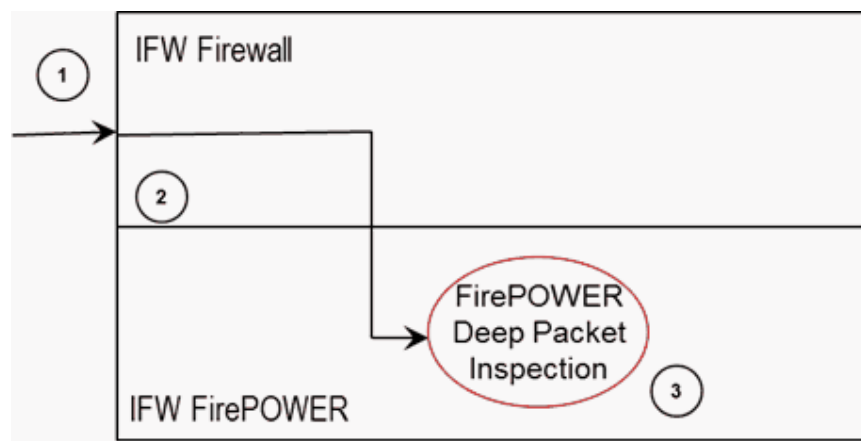 IFW Firewall
1
2
FirePOWER
Deep Packet
Inspection
3
IFW FirePOWER